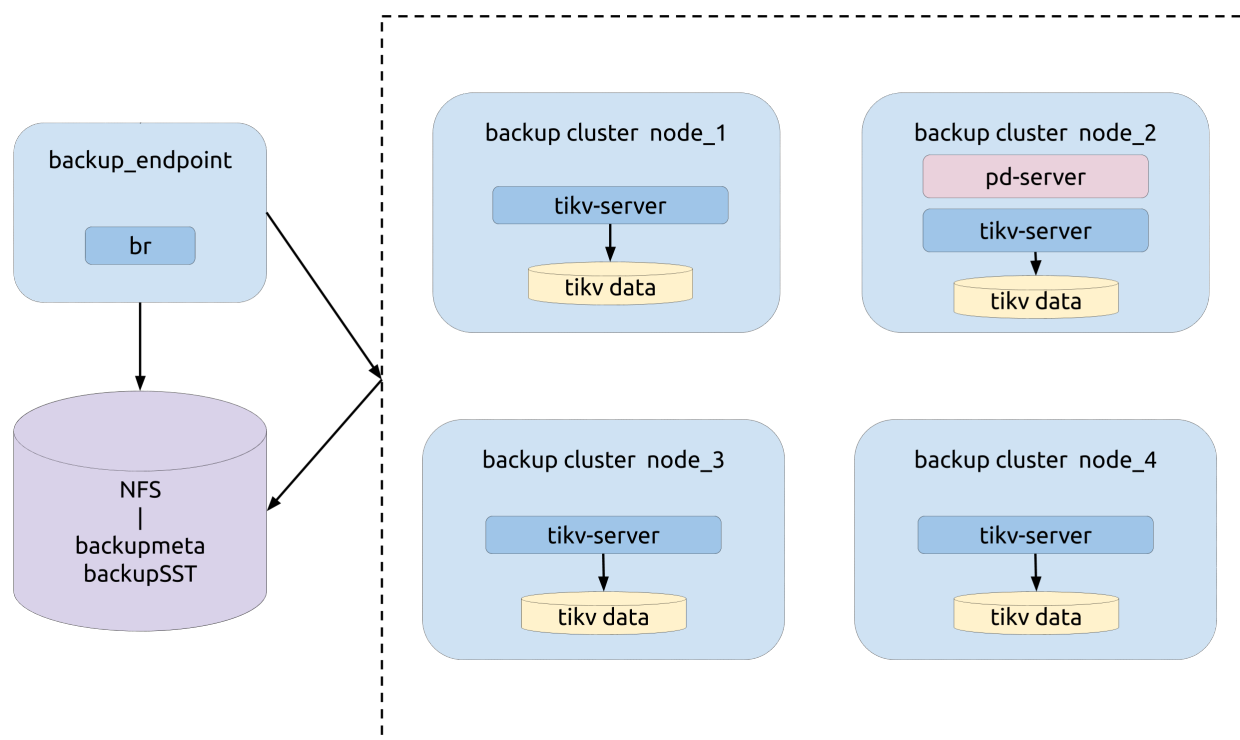 backup_endpoint
br
NFS
|
backupmeta
backupSST
backup cluster node_1
tikv-server
tikv data
backup cluster node_2
pd-server
tikv-server
tikv data
backup cluster node_3
tikv-server
tikv data
backup cluster node_4
tikv-server
tikv data